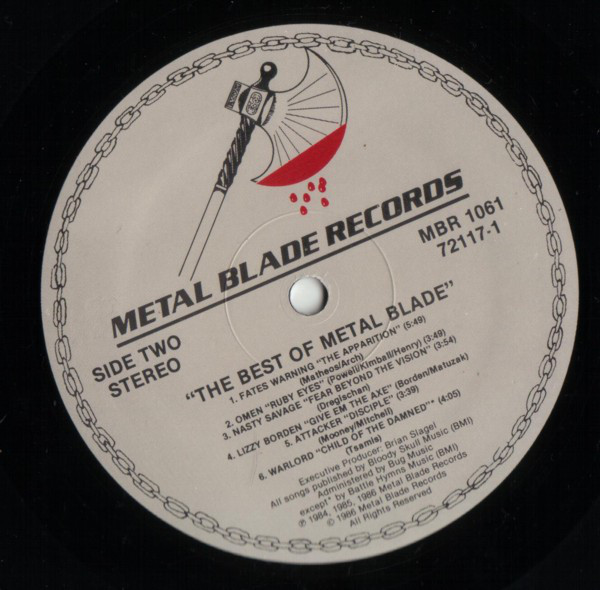 METAL BLADE RECORDS
MBR 1061
72117-1
SIDE TWO
STEREO
"THE BEST OF METAL BLADE"
1. FATES WARNING "THE APPARITION" (5:49)
(Matheos/Arch)
2. OMEN "RUBY EYES" (Powell/Kimball/Henry) (3:49)
3. NASTY SAVAGE "FEAR BEYOND THE VISION" (3:54)
(Dregischan)
4. LIZZY BORDEN "GIVE EM THE AXE" (Borden/Matuzak)
5. ATTACKER "DISCIPLE" (3:39)
(Mooney/Mitchell)
6. WARLORD "CHILD OF THE DAMNED"* (4:05)
(Tsamis)
Executive Producer: Brian Slagel
All songs published by Bloody Skull Music (BMI)
Administered by Bug Music
except* by Battle Hymns Music (BMI)
℗ 1984, 1985, 1986 Metal Blade Records
© 1986 Metal Blade Records
All Rights Reserved